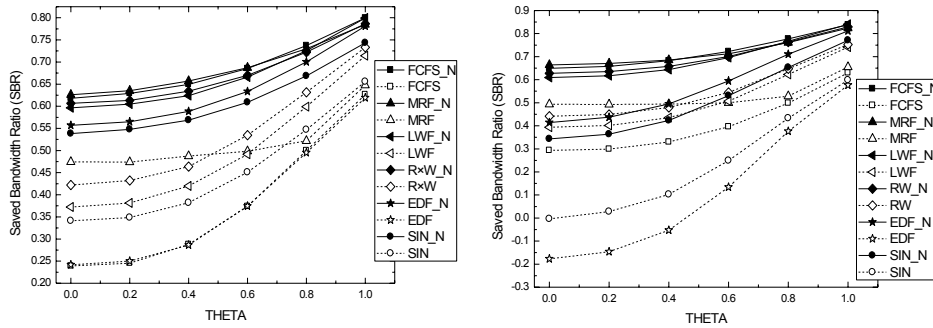 Saved Bandwidth Ratio (SBR)
0.80
0.75
0.70
0.65
0.60
0.55
0.50
0.45
0.40
0.35
0.30
0.25
0.20
0.0 0.2 0.4 0.6 0.8 1.0
THETA
FCFS_N
FCFS
MRF_N
MRF
LWF_N
LWF
R×W_N
R×W
EDF_N
EDF
SIN_N
SIN
Saved Bandwidth Ratio (SBR)
0.9
0.8
0.7
0.6
0.5
0.4
0.3
0.2
0.1
0.0
-0.1
-0.2
-0.3
0.0 0.2 0.4 0.6 0.8 1.0
THETA
FCFS_N
FCFS
MRF_N
MRF
LWF_N
LWF
RW_N
RW
EDF_N
EDF
SIN_N
SIN